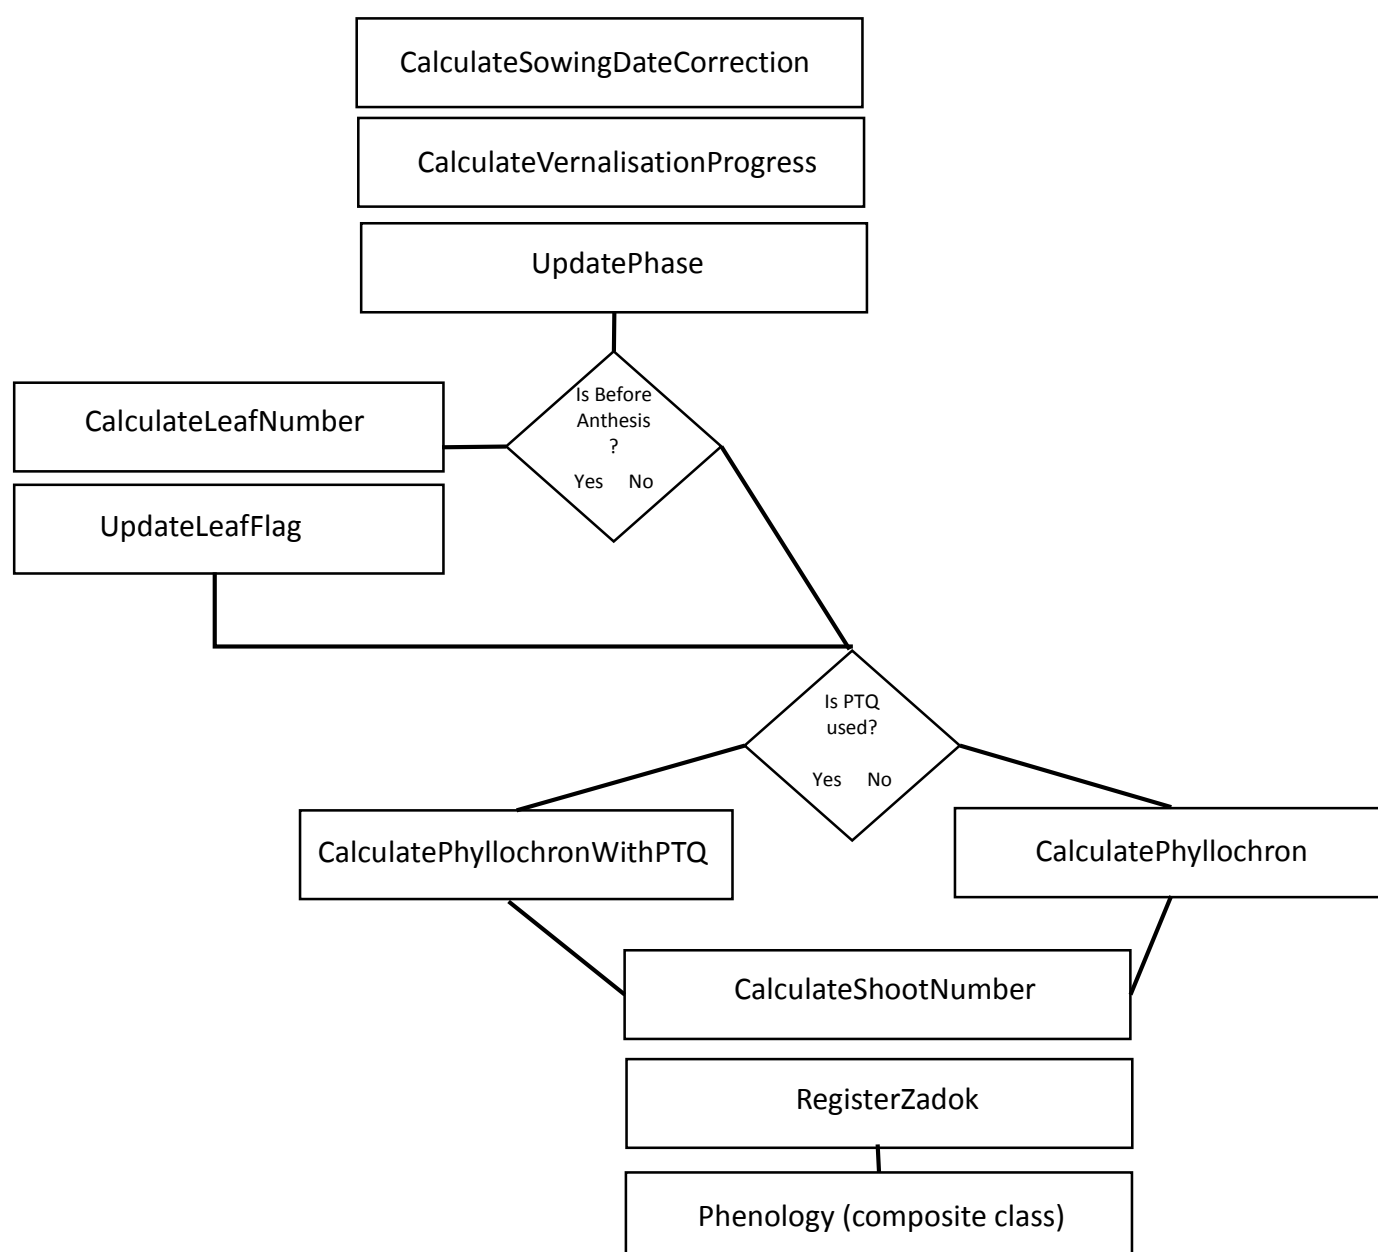 CalculateSowingDateCorrection
CalculateVernalisationProgress
UpdatePhase
Is Before
Anthesis
?
Yes No
CalculateLeafNumber
UpdateLeafFlag
Is PTQ
used?
Yes No
CalculatePhyllochronWithPTQ
CalculatePhyllochron
CalculateShootNumber
RegisterZadok
Phenology (composite class)